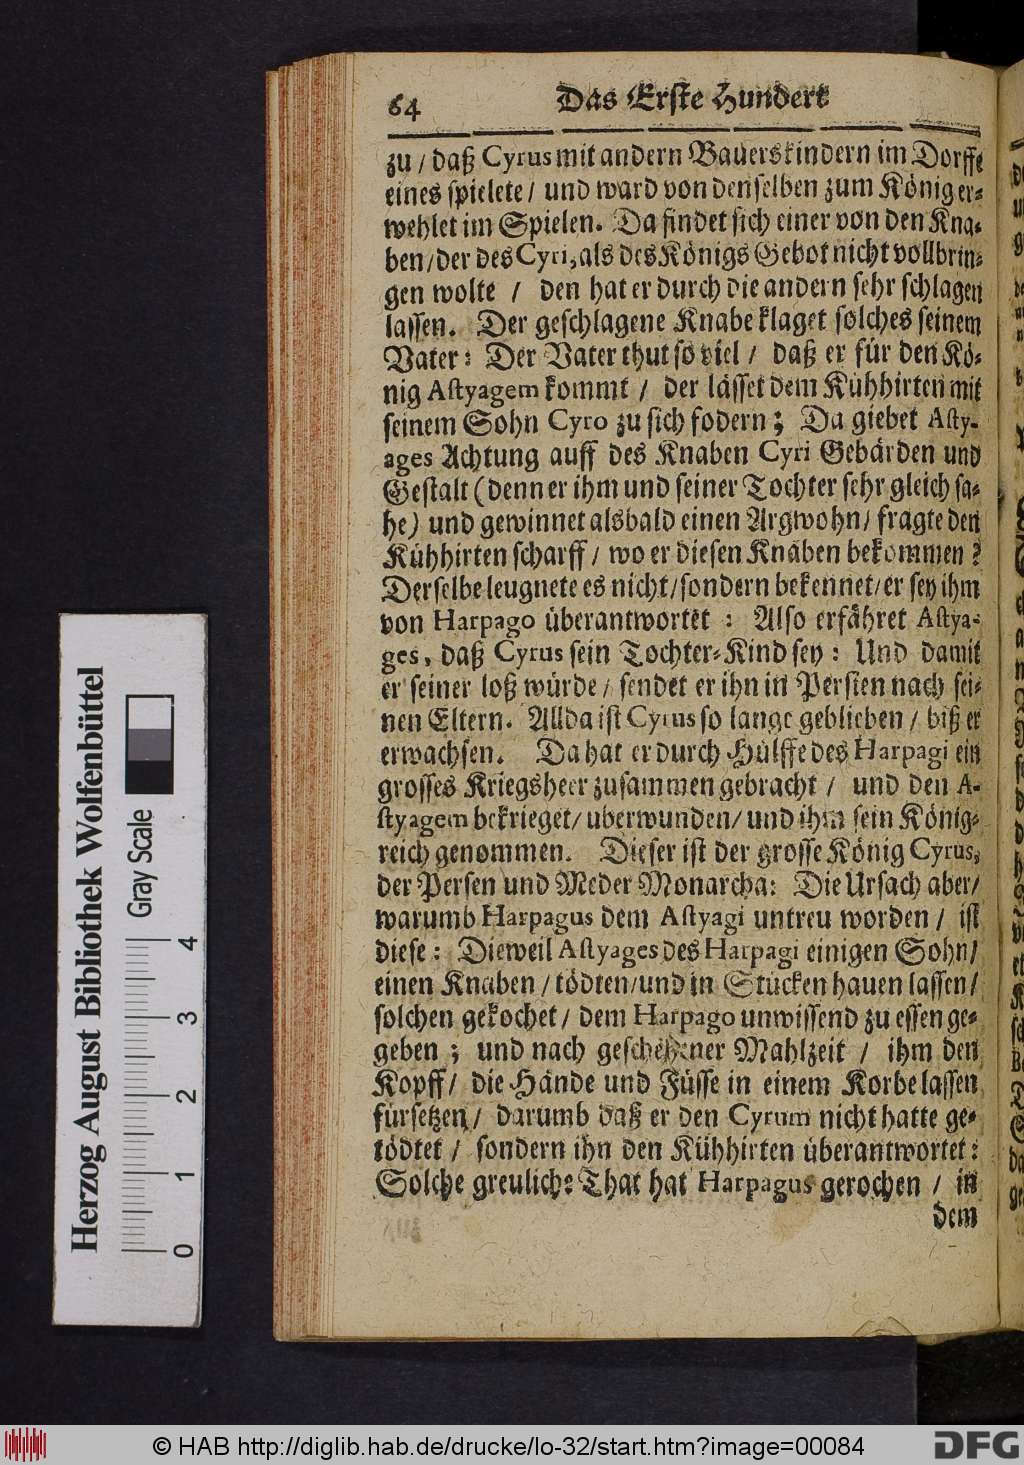 64 Das Erste Hundert
zu / daß Cyrus mit andern Bauerskindern im Dorffe
eines spielete / und ward von denselben zum König er-
wehlet im Spielen. Da findet sich einer von den Kna-
ben / der des Cyri, als des Königs Gebot nicht vollbrin-
gen wolte / den hat er durch die andern sehr schlagen
lassen. Der geschlagene Knabe klaget solches seinem
Vater: Der Vater thut so viel / daß er für den Kö-
nig Astyagem kommt / der lässet dem Kühhirten mit
seinem Sohn Cyro zu sich fodern; Da giebet Asty-
ages Achtung auff des Knaben Cyri Gebärden und
Gestalt (denn er ihm und seiner Tochter sehr gleich sa-
he) und gewinnet alsbald einen Argwohn / fragte den
Kühhirten scharff / wo er diesen Knaben bekommen?
Derselbe leugnete es nicht / sondern bekennet / er sey ihm
von Harpago überantwortet: Also erfähret Astya-
ges, daß Cyrus sein Tochter-Kind sey: Und damit
er seiner loß würde / sendet er ihn in Persien nach sei-
nen Eltern. Allda ist Cyrus so lange geblieben / biß er
erwachsen. Da hat er durch Hülffe des Harpagi ein
grosses Kriegsheer zusammen gebracht / und den A-
styagem bekrieget / uberwunden / und ihm sein König-
reich genommen. Dieser ist der grosse König Cyrus,
der Persen und Meder Monarcha: Die Ursach aber /
warumb Harpagus dem Astyagi untreu worden / ist
diese: Dieweil Astyages des Harpagi einigen Sohn /
einen Knaben / tödten / und in Stücken hauen lassen /
solchen gekochet / dem Harpago unwissend zu essen ge-
geben; und nach geschehener Mahlzeit / ihm den
Kopff / die Hände und Füsse in einem Korbe lassen
fürsetzen / darumb daß er den Cyrum nicht hatte ge-
tödtet / sondern ihn den Kühhirten überantwortet:
Solche greuliche That hat Harpagus gerochen / in
dem
Herzog August Bibliothek Wolfenbüttel
Gray Scale
0 1 2 3 4
© HAB http://diglib.hab.de/drucke/lo-32/start.htm?image=00084
DFG